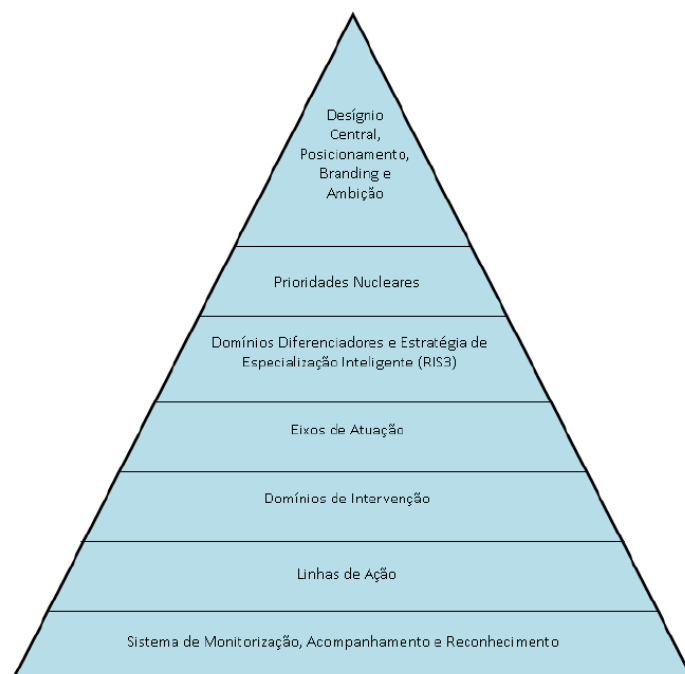 Desígnio
Central,
Posicionamento,
Branding e
Ambição
Prioridades Nucleares
Domínios Diferenciadores e Estratégia de
Especialização Inteligente (RIS3)
Eixos de Atuação
Domínios de Intervenção
Linhas de Ação
Sistema de Monitorização, Acompanhamento e Reconhecimento